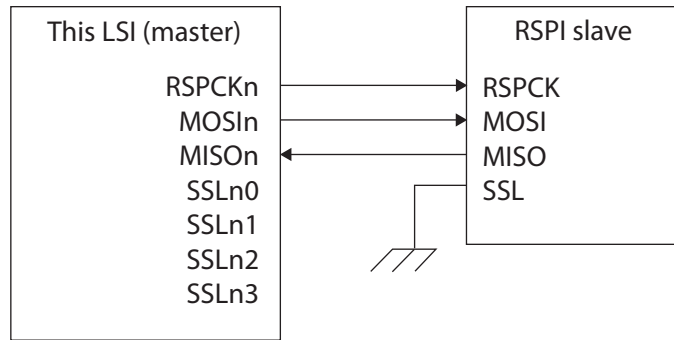 This LSI (master)
RSPCKn
MOSIn
MISOn
SSLn0
SSLn1
SSLn2
SSLn3
RSPI slave
RSPCK
MOSI
MISO
SSL